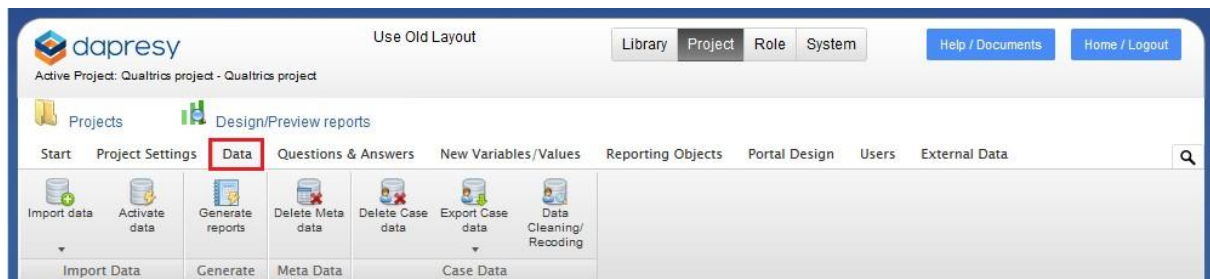 dapresy
Use Old Layout
Library Project Role System
Help / Documents
Home / Logout
Active Project: Qualtrics project - Qualtrics project
Projects
Design/Preview reports
Start Project Settings Data Questions & Answers New Variables/Values Reporting Objects Portal Design Users External Data
Import data
Activate
data
Generate
reports
Delete Meta
data
Delete Case
data
Export Case
data
Data
Cleaning/
Recoding
Import Data Generate Meta Data Case Data